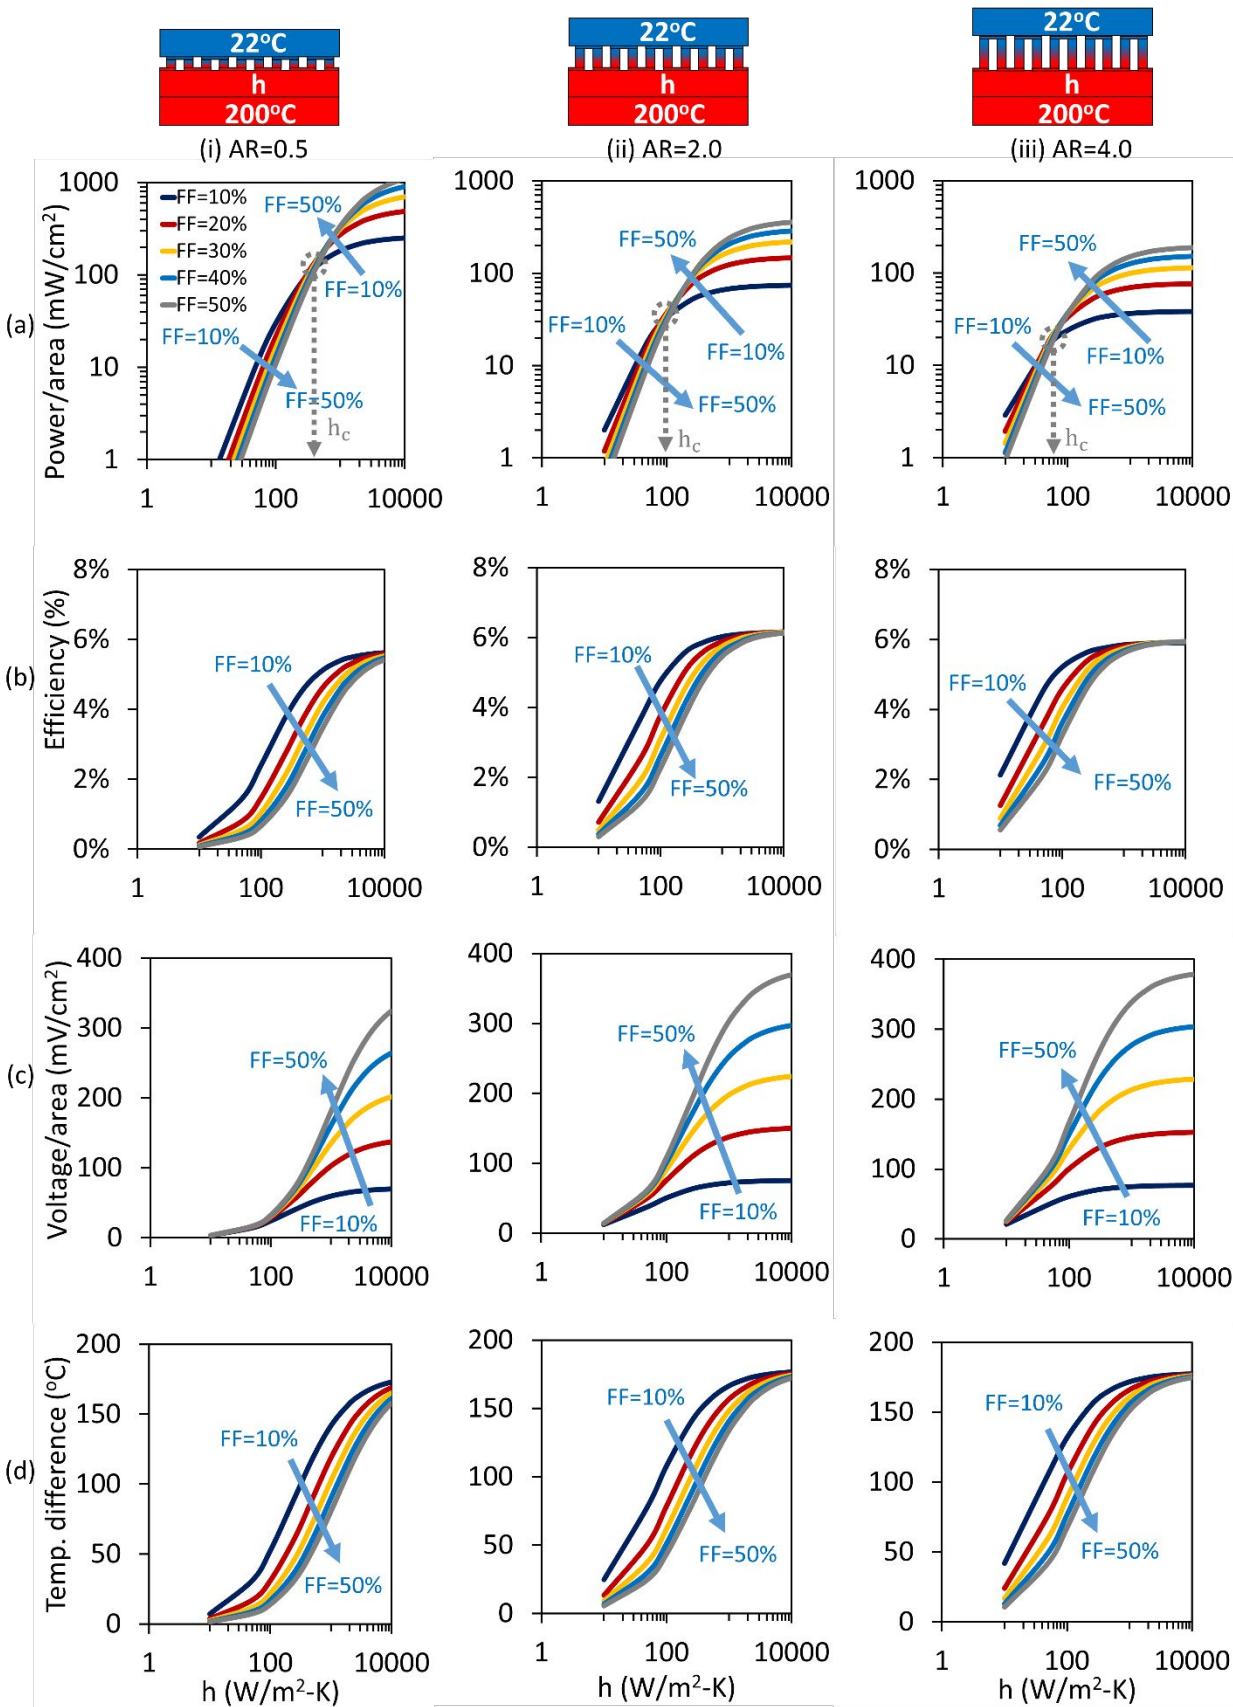 22°C
h
200°C
(i) AR=0.5
22°C
h
200°C
(ii) AR=2.0
22°C
h
200°C
(iii) AR=4.0
(a)
Power/area (mW/cm²)
1000
100
10
1
1
100
10000
FF=10%
FF=20%
FF=30%
FF=40%
FF=50%
FF=50%
FF=10%
FF=10%
FF=50%
h_c
1000
100
10
1
1
100
10000
FF=50%
FF=10%
FF=10%
FF=50%
h_c
1000
100
10
1
1
100
10000
FF=50%
FF=10%
FF=10%
FF=50%
h_c
(b)
Efficiency (%)
8%
6%
4%
2%
0%
1
100
10000
FF=10%
FF=50%
8%
6%
4%
2%
0%
1
100
10000
FF=10%
FF=50%
8%
6%
4%
2%
0%
1
100
10000
FF=10%
FF=50%
(c)
Voltage/area (mV/cm²)
400
300
200
100
0
1
100
10000
FF=50%
FF=10%
400
300
200
100
0
1
100
10000
FF=50%
FF=10%
400
300
200
100
0
1
100
10000
FF=50%
FF=10%
(d)
Temp. difference (°C)
200
150
100
50
0
1
100
10000
FF=10%
FF=50%
h (W/m²-K)
200
150
100
50
0
1
100
10000
FF=10%
FF=50%
h (W/m²-K)
200
150
100
50
0
1
100
10000
FF=10%
FF=50%
h (W/m²-K)